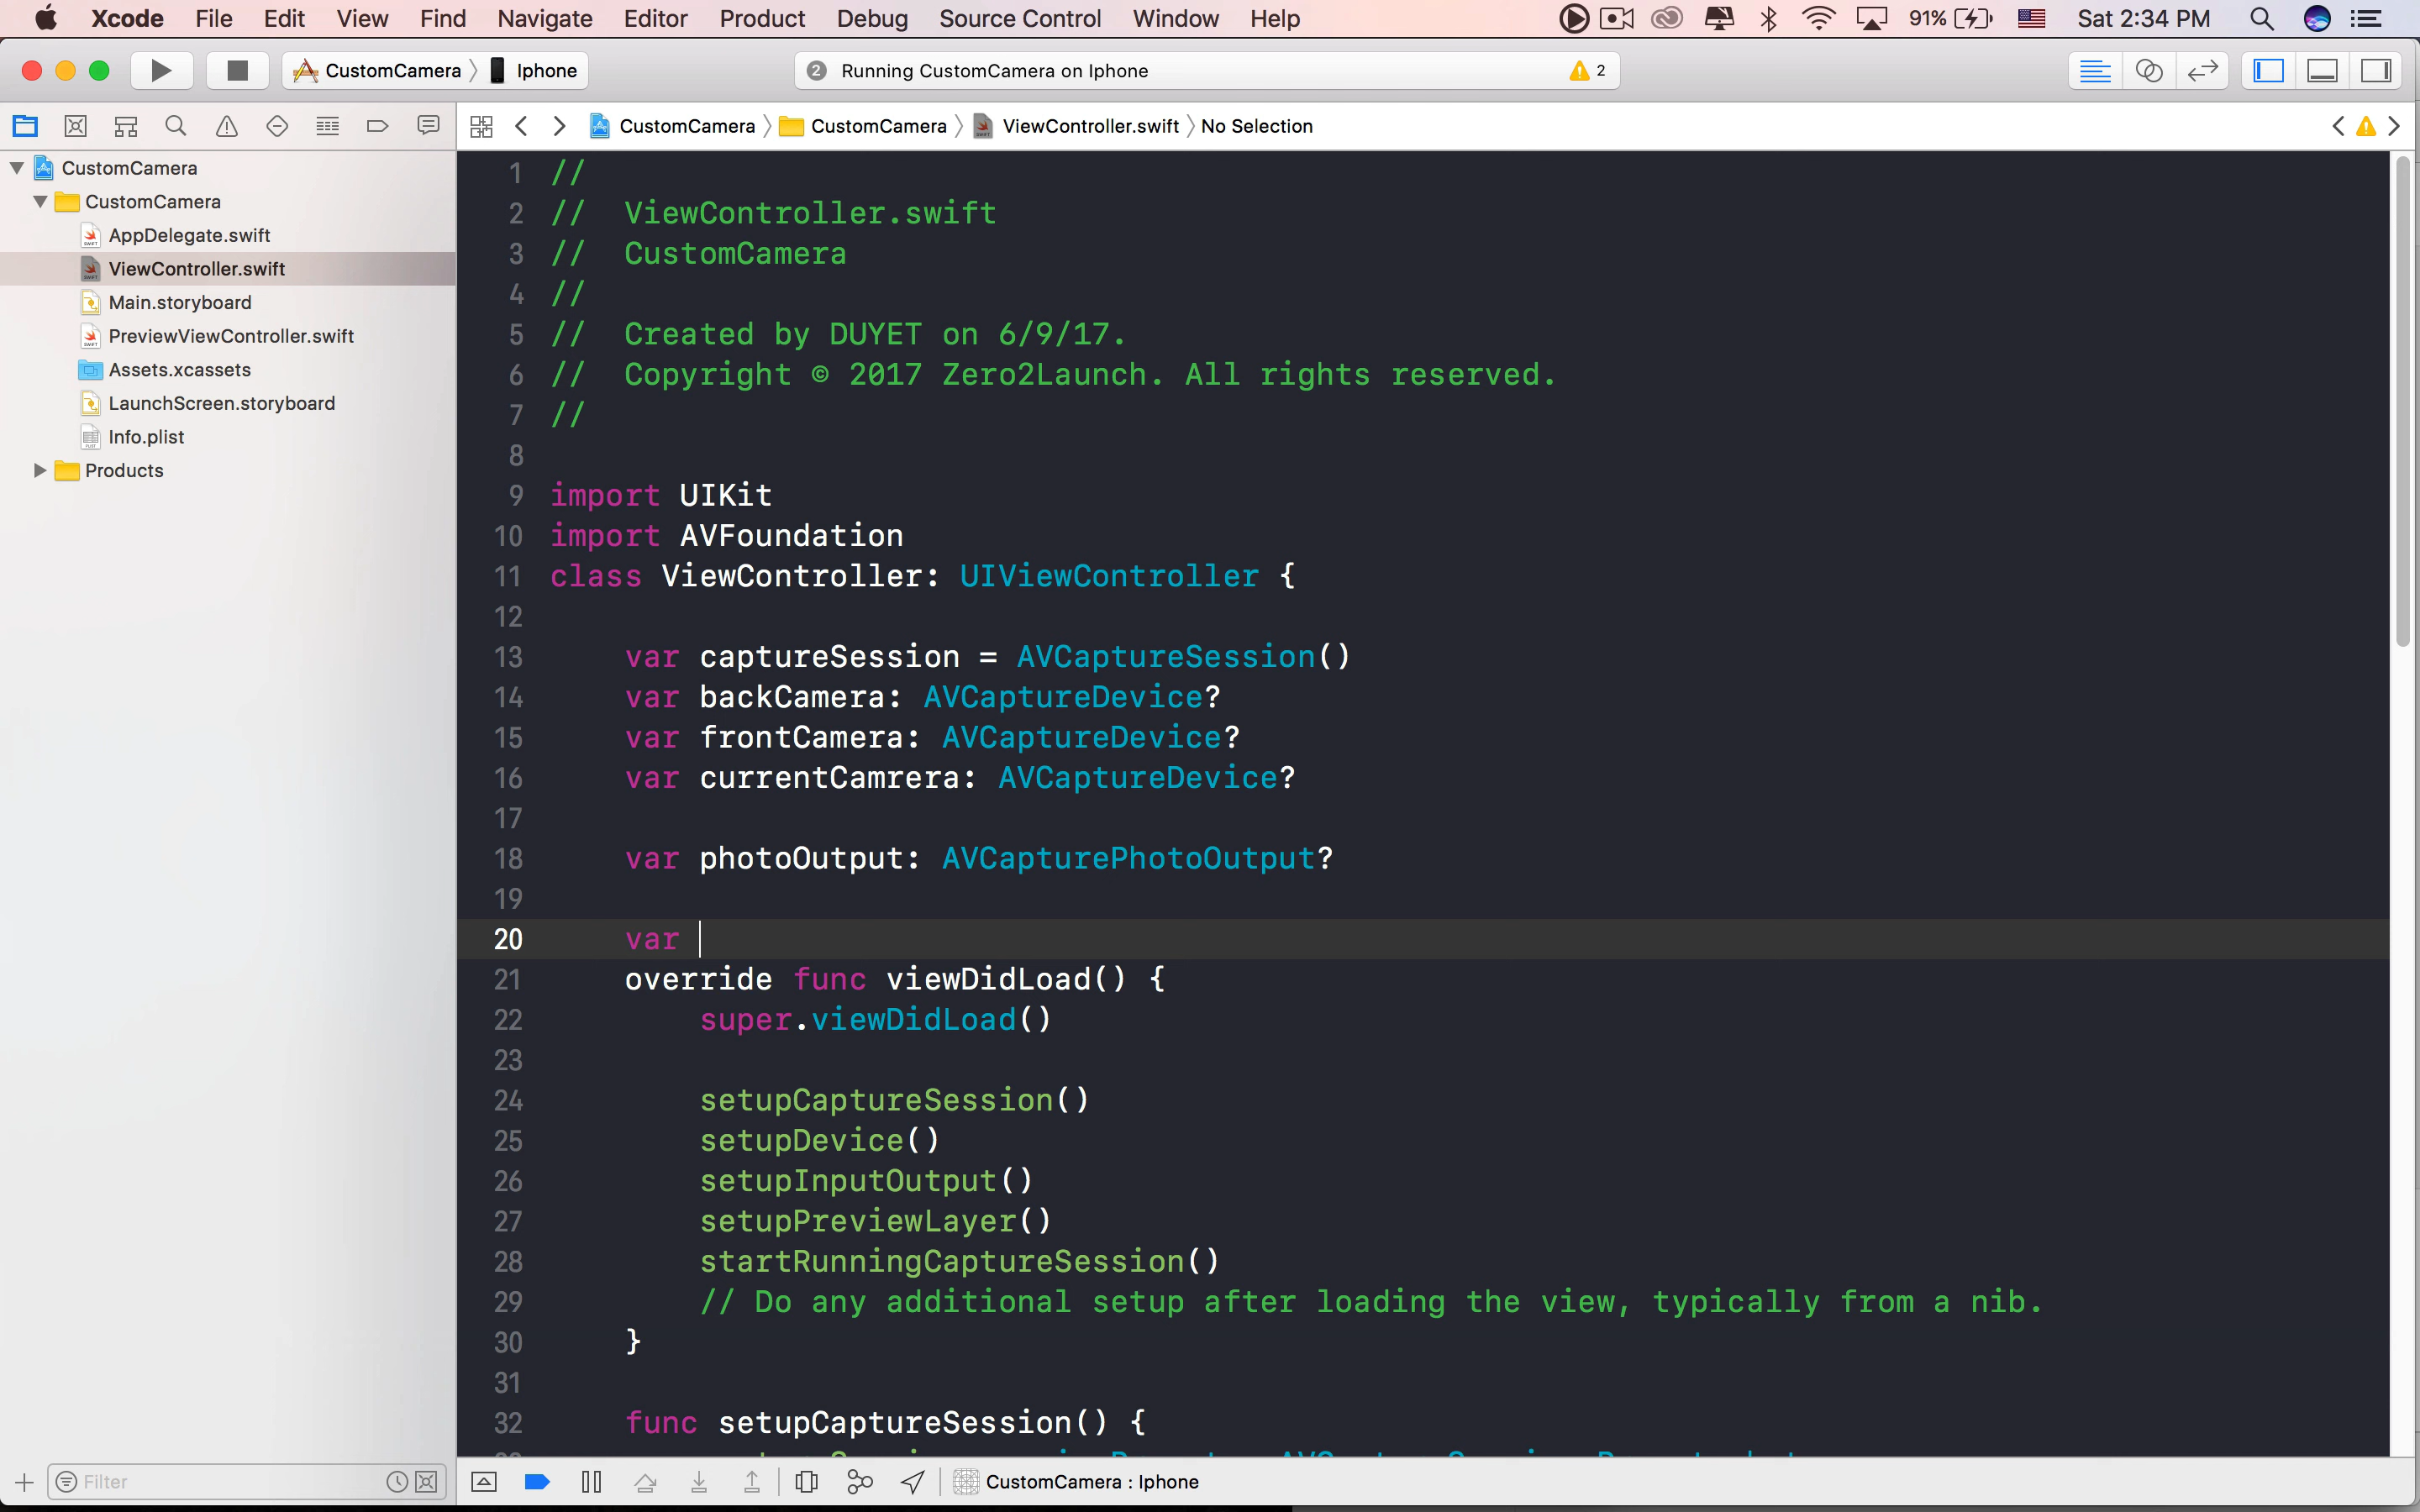 Xcode File Edit View Find Navigate Editor Product Debug Source Control Window Help 91% Sat 2:34 PM
CustomCamera Iphone 2 Running CustomCamera on Iphone 2
CustomCamera CustomCamera ViewController.swift No Selection
CustomCamera
CustomCamera
AppDelegate.swift
ViewController.swift
Main.storyboard
PreviewViewController.swift
Assets.xcassets
LaunchScreen.storyboard
Info.plist
Products
1 //
2 // ViewController.swift
3 // CustomCamera
4 //
5 // Created by DUYET on 6/9/17.
6 // Copyright © 2017 Zero2Launch. All rights reserved.
7 //
8
9 import UIKit
10 import AVFoundation
11 class ViewController: UIViewController {
12
13 var captureSession = AVCaptureSession()
14 var backCamera: AVCaptureDevice?
15 var frontCamera: AVCaptureDevice?
16 var currentCamrera: AVCaptureDevice?
17
18 var photoOutput: AVCapturePhotoOutput?
19
20 var
21 override func viewDidLoad() {
22 super.viewDidLoad()
23
24 setupCaptureSession()
25 setupDevice()
26 setupInputOutput()
27 setupPreviewLayer()
28 startRunningCaptureSession()
29 // Do any additional setup after loading the view, typically from a nib.
30 }
31
32 func setupCaptureSession() {
Filter
CustomCamera : Iphone